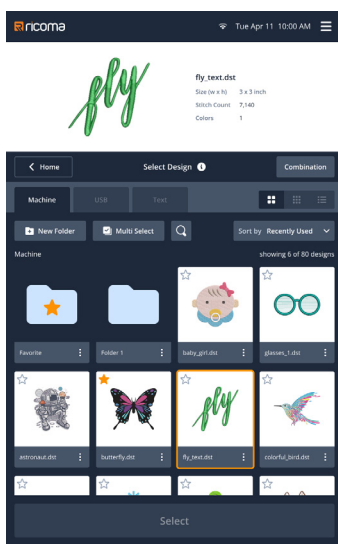 ricoma
Tue Apr 11 10:00 AM
fly
fly_text.dst
Size (w x h) 3 x 3 inch
Stitch Count 7,140
Colors 1
Home
Select Design
Combination
Machine
USB
Text
New Folder
Multi Select
Sort by Recently Used
Machine
showing 6 of 80 designs
Favorite
Folder 1
baby_girl.dst
glasses_1.dst
fly
astronaut.dst
butterfly.dst
fly_text.dst
colorful_bird.dst
Select